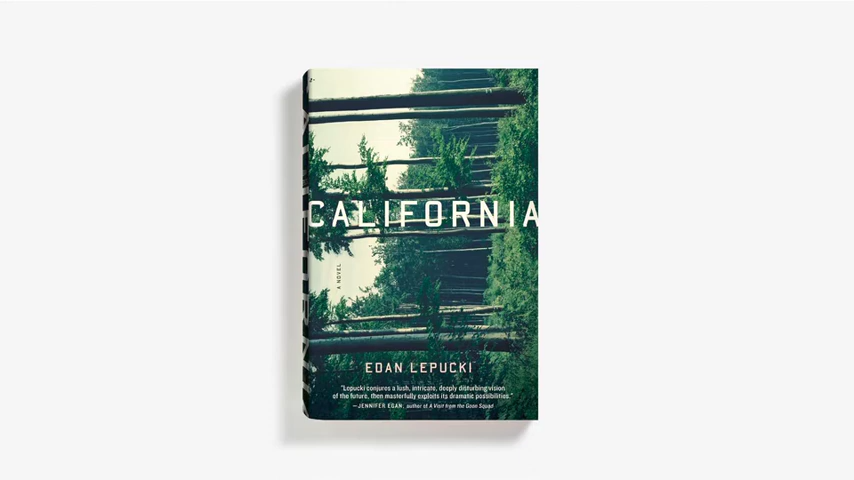 CALIFORNIA
A NOVEL
EDAN LEPUCKI
"Lepucki conjures a lush, intricate, deeply disturbing vision
of the future, then masterfully exploits its dramatic possibilities."
—JENNIFER EGAN, author of A Visit from the Goon Squad